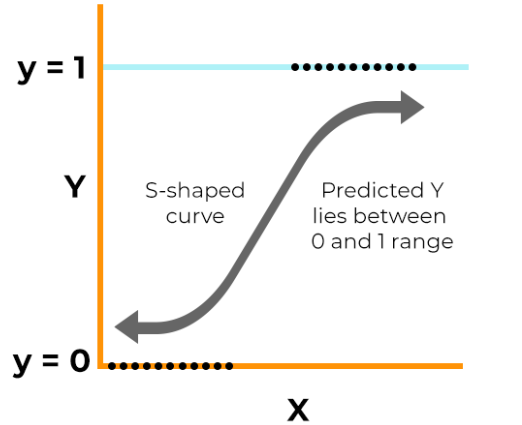 y = 1
Y
S-shaped
curve
Predicted Y
lies between
0 and 1 range
y = 0
X